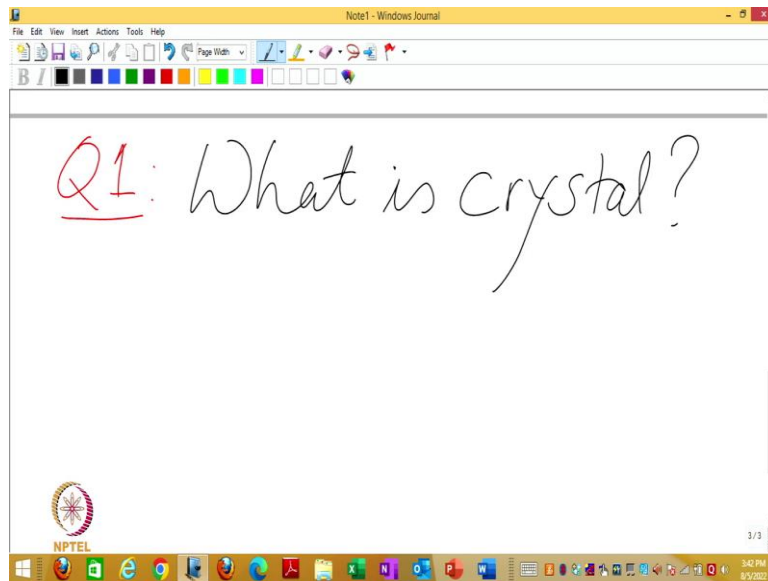 Note1 - Windows Journal
File Edit View Insert Actions Tools Help
Page Width
B I
Q1: What is crystal?
NPTEL
3/3
3:42 PM
8/5/2022